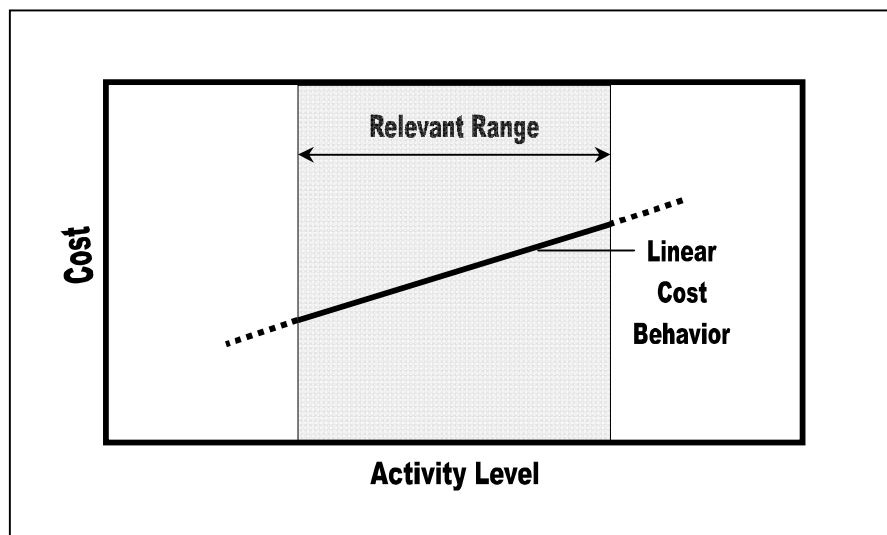 Relevant Range
Cost
Linear
Cost
Behavior
Activity Level